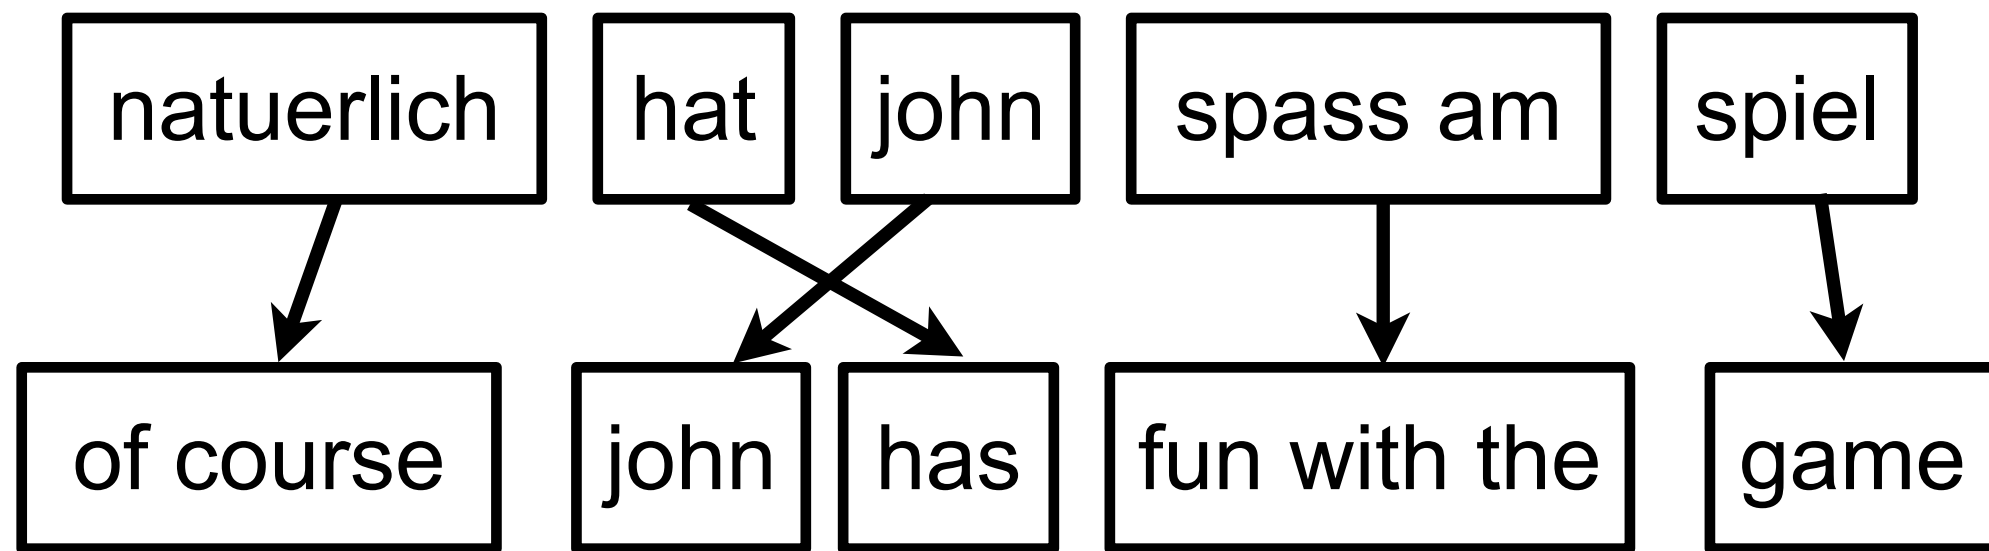 natuerlich hat john spass am spiel
of course john has fun with the game